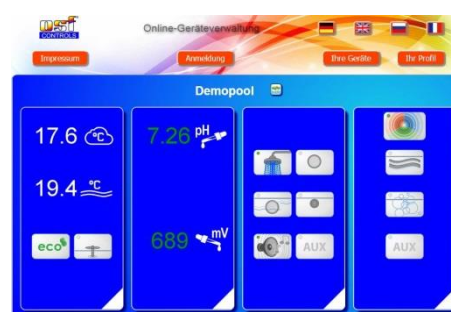 OSF
CONTROLS
Online-Geräteverwaltung
Impressum
Anmeldung
Ihre Geräte
Ihr Profil
Demopool
17.6 °C
19.4 °C
eco
7.26 pH
689 mV
AUX
AUX